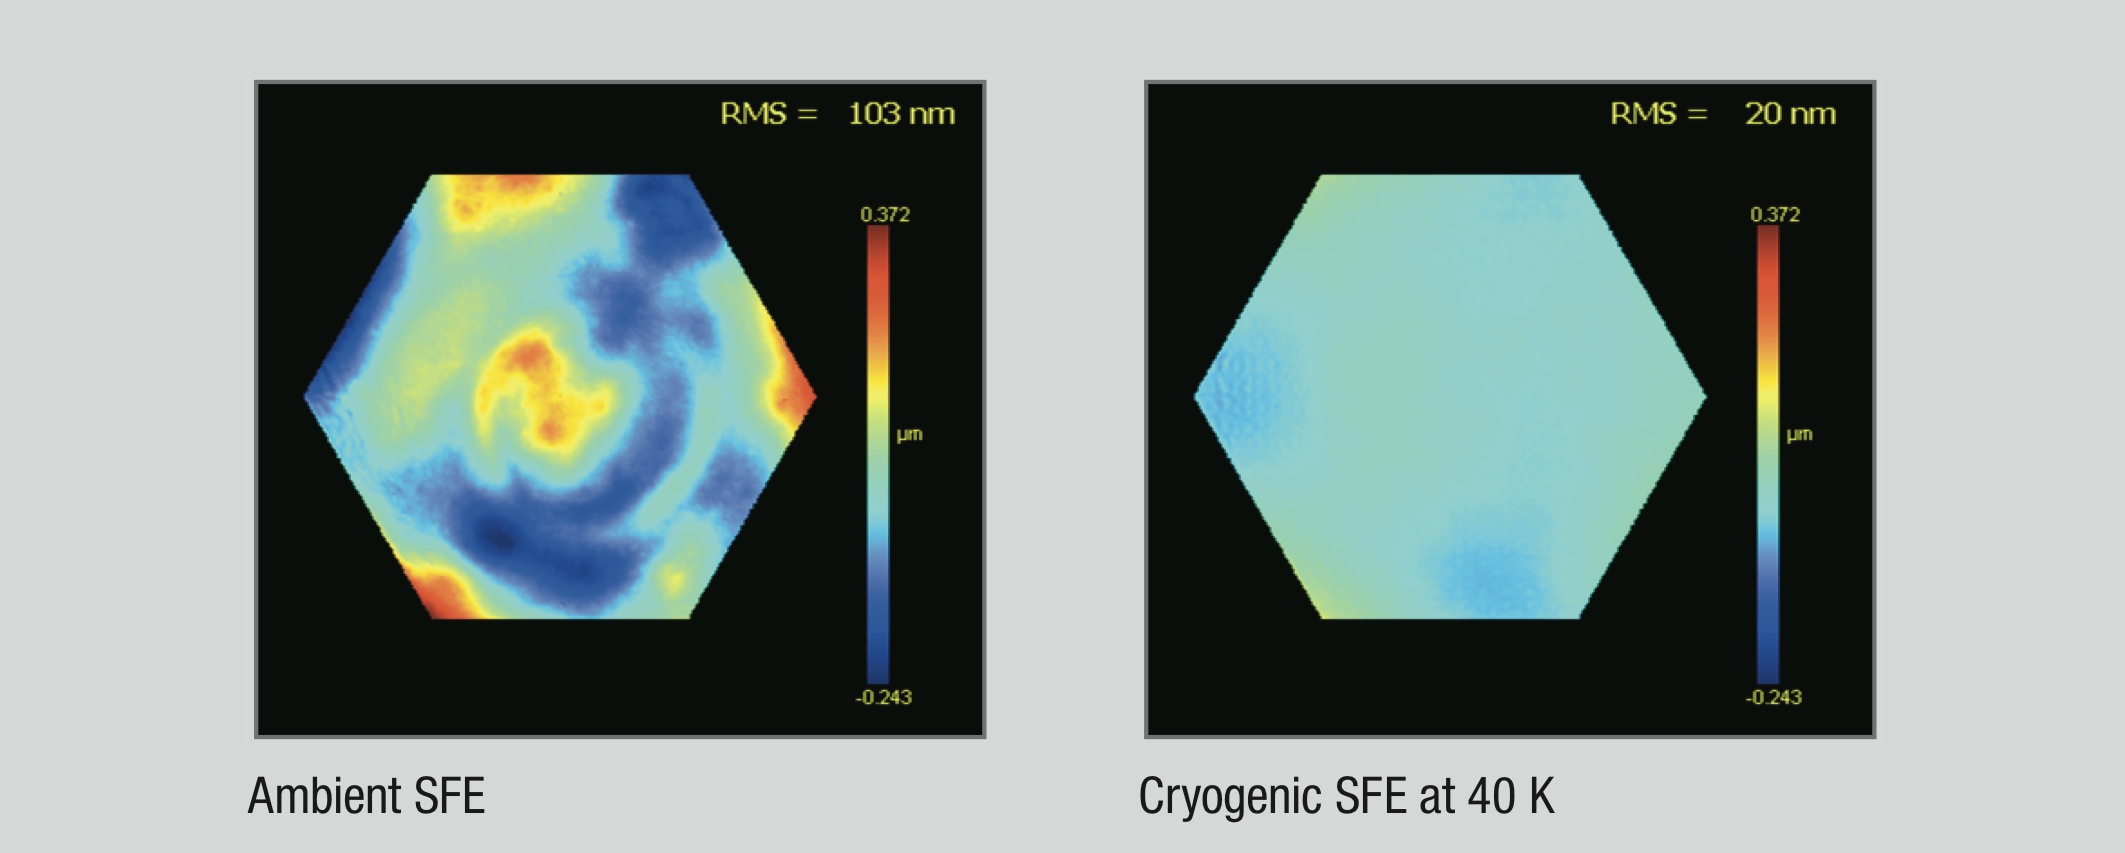 RMS = 103 nm
0.372
µm
-0.243
Ambient SFE
RMS = 20 nm
0.372
µm
-0.243
Cryogenic SFE at 40 K